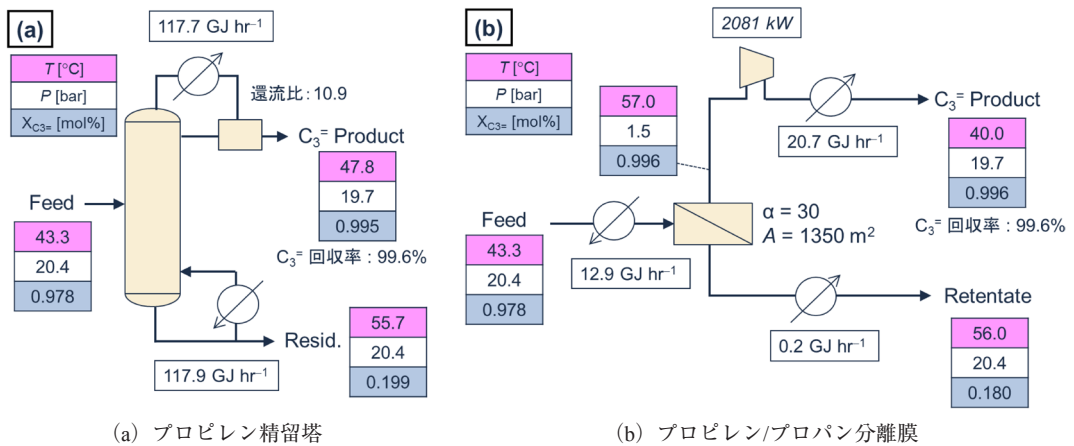 (a)
117.7 GJ hr⁻¹
T [°C]
P [bar]
X_C3= [mol%]
還流比：10.9
C₃⁼ Product
47.8
19.7
0.995
C₃⁼ 回収率：99.6%
Feed
43.3
20.4
0.978
Resid.
55.7
20.4
0.199
117.9 GJ hr⁻¹
(a) プロピレン精留塔
(b)
2081 kW
T [°C]
P [bar]
X_C3= [mol%]
57.0
1.5
0.996
C₃⁼ Product
20.7 GJ hr⁻¹
40.0
19.7
0.996
C₃⁼ 回収率：99.6%
Feed
43.3
20.4
0.978
12.9 GJ hr⁻¹
α = 30
A = 1350 m²
Retentate
0.2 GJ hr⁻¹
56.0
20.4
0.180
(b) プロピレン/プロパン分離膜